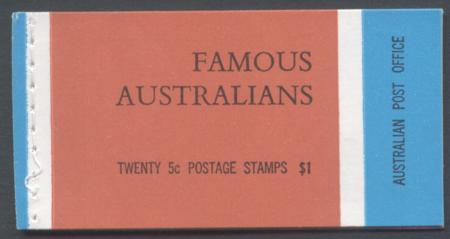 FAMOUS
AUSTRALIANS
TWENTY 5c POSTAGE STAMPS $1
AUSTRALIAN POST OFFICE